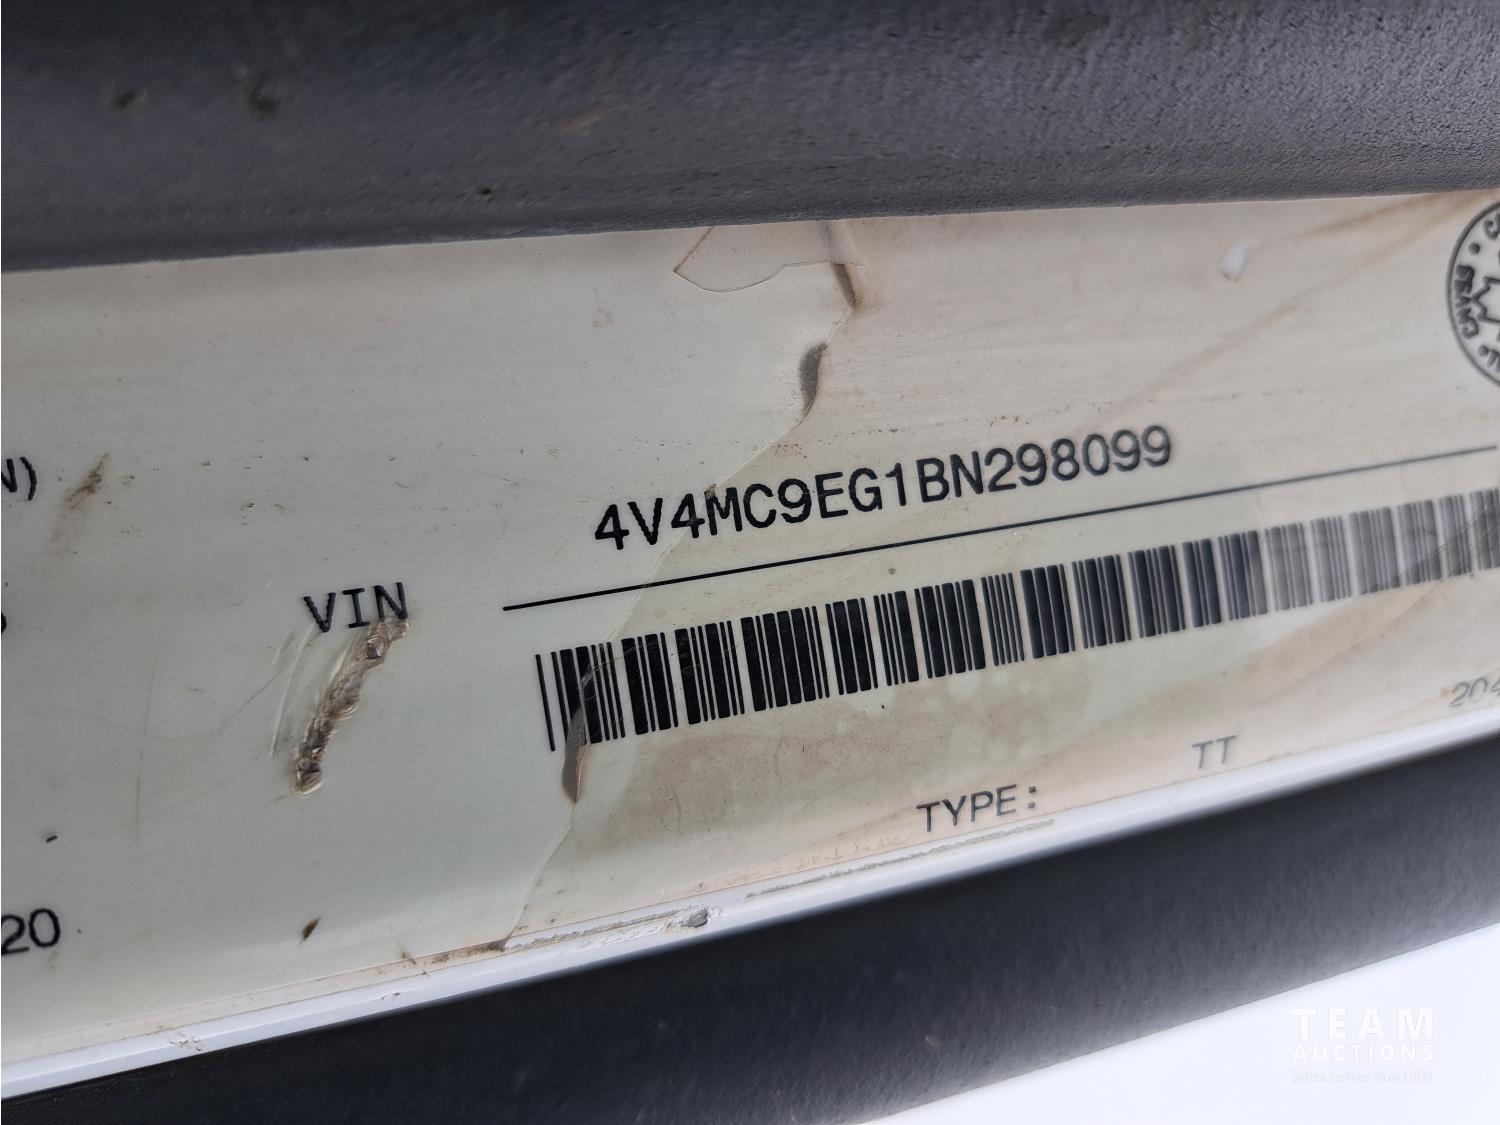 N)
4V4MC9EG1BN298099
VIN
TYPE:
TT
20
TEAM
AUCTIONS